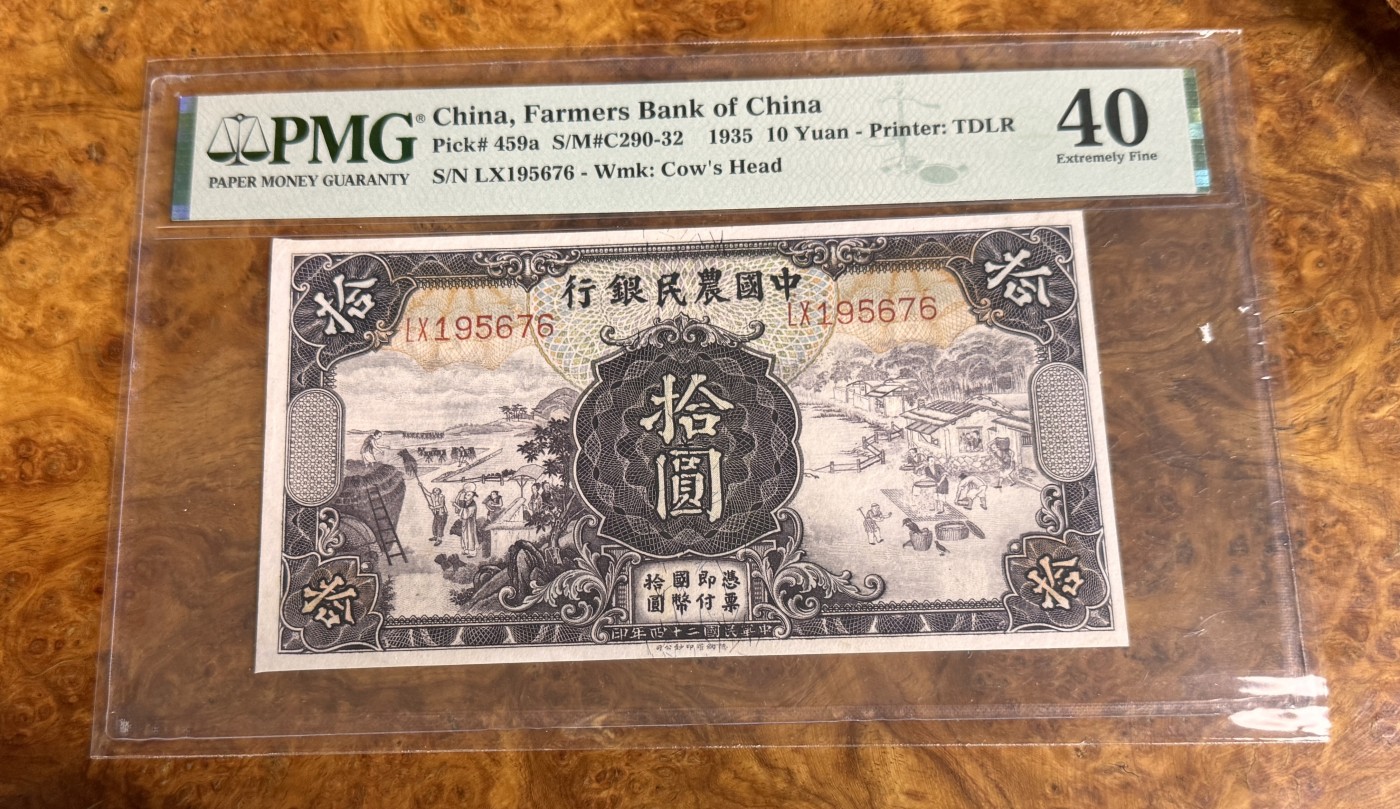 PMG®
PAPER MONEY GUARANTY
China, Farmers Bank of China
Pick# 459a S/M#C290-32 1935 10 Yuan - Printer: TDLR
S/N LX195676 - Wmk: Cow's Head
40
Extremely Fine
中國農民銀行
拾
拾
LX195676
LX195676
拾圓
憑票
即付
國幣
拾圓
拾
拾
中華民國二十四年印